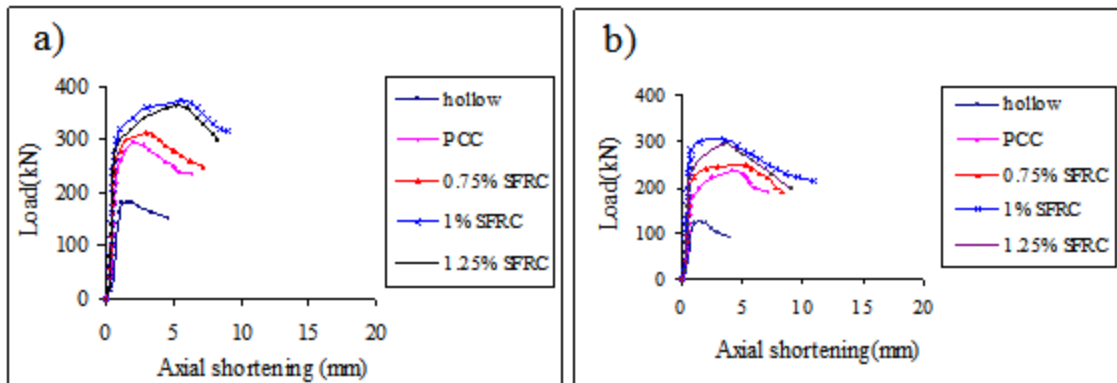 a)
Load(kN)
400
300
200
100
0
0 5 10 15 20
Axial shortening (mm)
hollow
PCC
0.75% SFRC
1% SFRC
1.25% SFRC
b)
Load(kN)
400
300
200
100
0
0 5 10 15 20
Axial shortening(mm)
hollow
PCC
0.75% SFRC
1% SFRC
1.25% SFRC